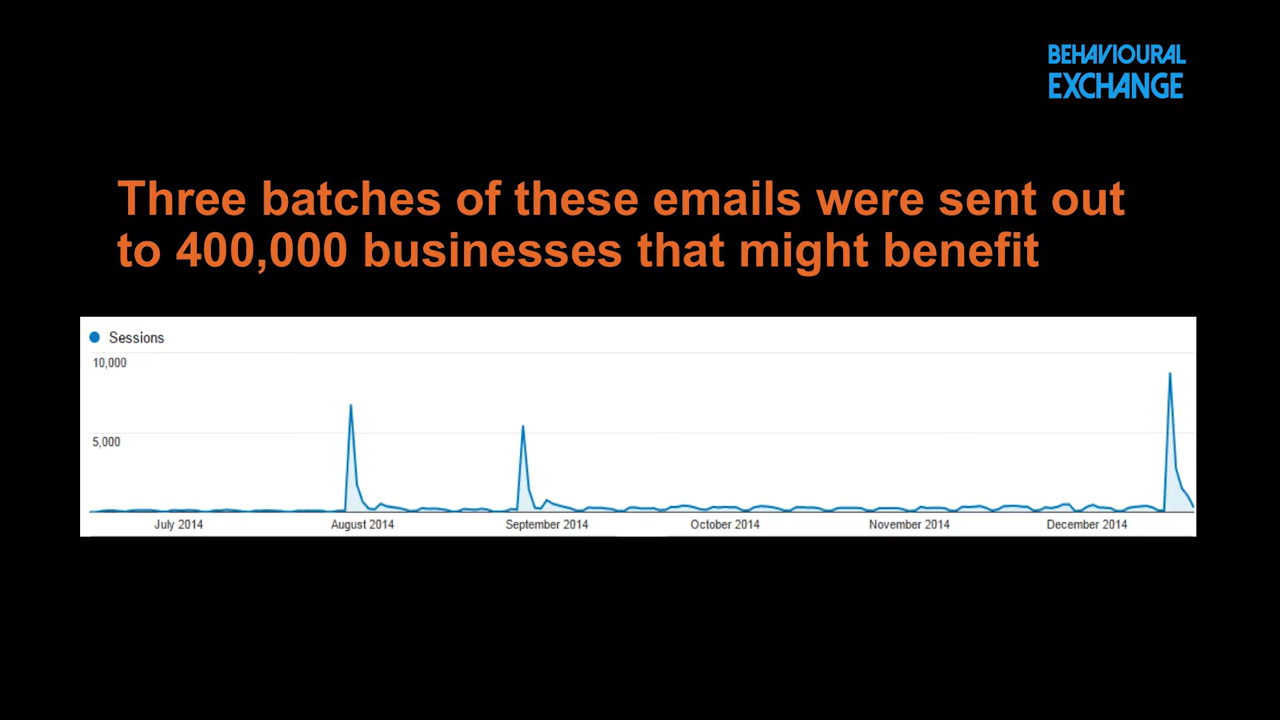 BEHAVIOURAL
EXCHANGE
Three batches of these emails were sent out
to 400,000 businesses that might benefit
Sessions
10,000
5,000
July 2014
August 2014
September 2014
October 2014
November 2014
December 2014